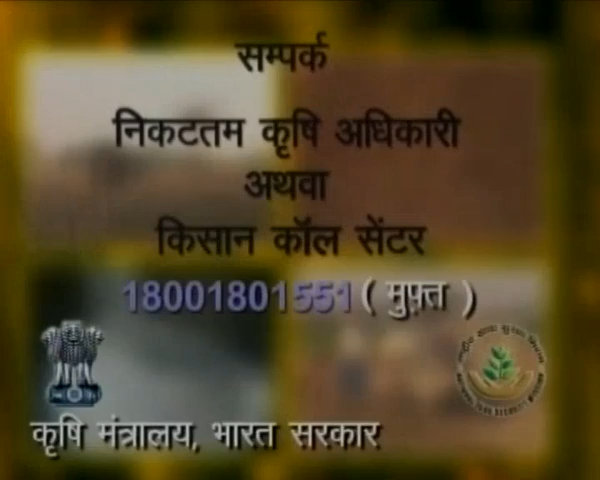 सम्पर्क
निकटतम कृषि अधिकारी
अथवा
किसान कॉल सेंटर
18001801551 ( मुफ़्त )
कृषि मंत्रालय, भारत सरकार